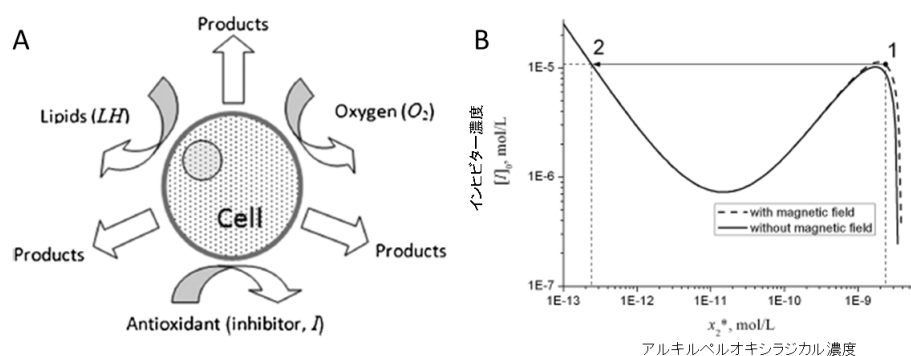 A
Products
Lipids (LH)
Oxygen (O₂)
Cell
Products
Products
Antioxidant (inhibitor, I)
B
2
1
1E-5
1E-6
1E-7
インヒビター濃度
[I]₀, mol/L
with magnetic field
without magnetic field
1E-13
1E-12
1E-11
1E-10
1E-9
x₂*, mol/L
アルキルペルオキシラジカル濃度